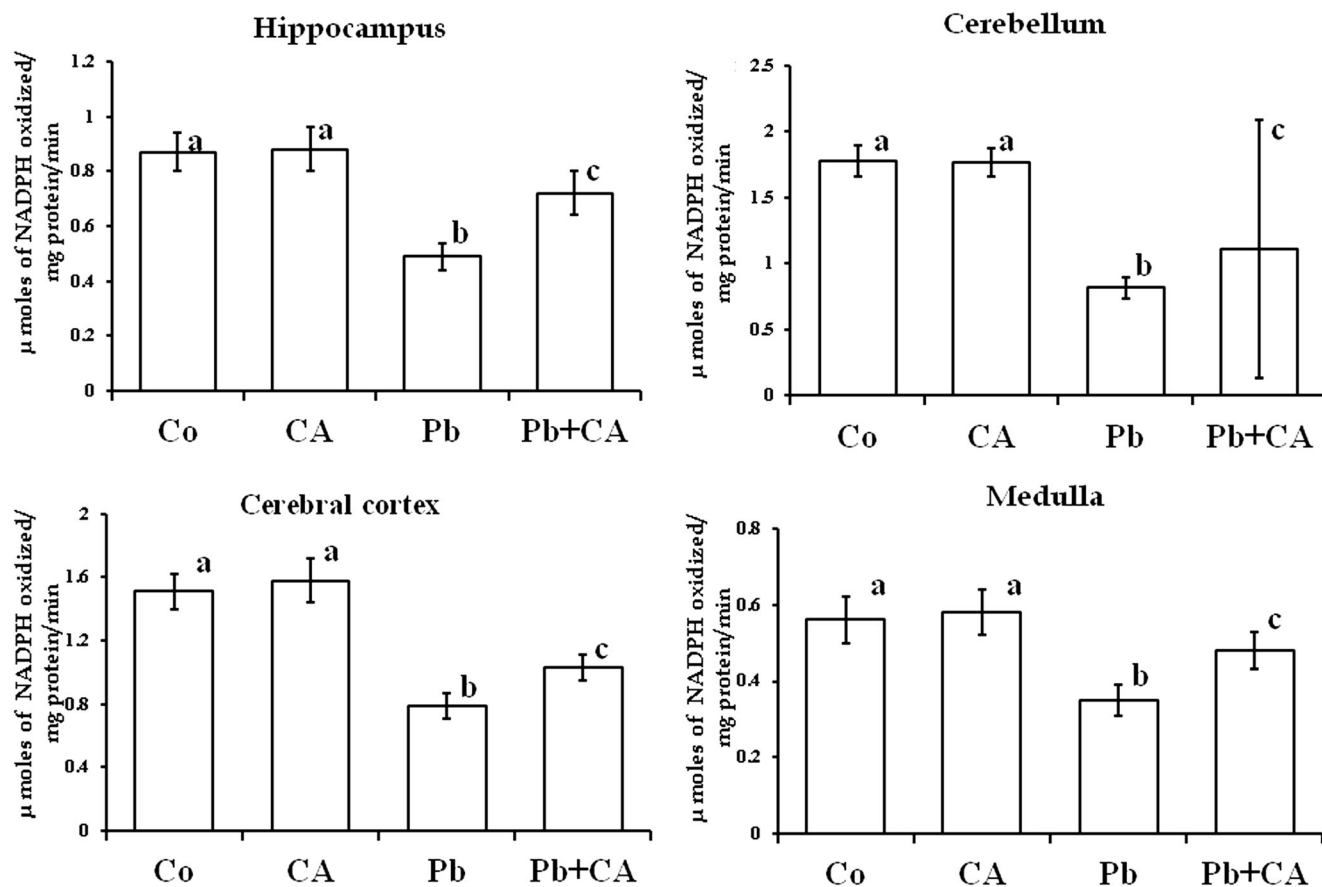 Hippocampus
μ moles of NADPH oxidized/
mg protein/min
1.2
1
0.8
0.6
0.4
0.2
0
a
a
b
c
Co
CA
Pb
Pb+CA
Cerebellum
μ moles of NADPH oxidized/
mg protein/min
2.5
2
1.5
1
0.5
0
a
a
b
c
Co
CA
Pb
Pb+CA
Cerebral cortex
μ moles of NADPH oxidized/
mg protein/min
2
1.6
1.2
0.8
0.4
0
a
a
b
c
Co
CA
Pb
Pb+CA
Medulla
μ moles of NADPH oxidized/
mg protein/min
0.8
0.6
0.4
0.2
0
a
a
b
c
Co
CA
Pb
Pb+CA